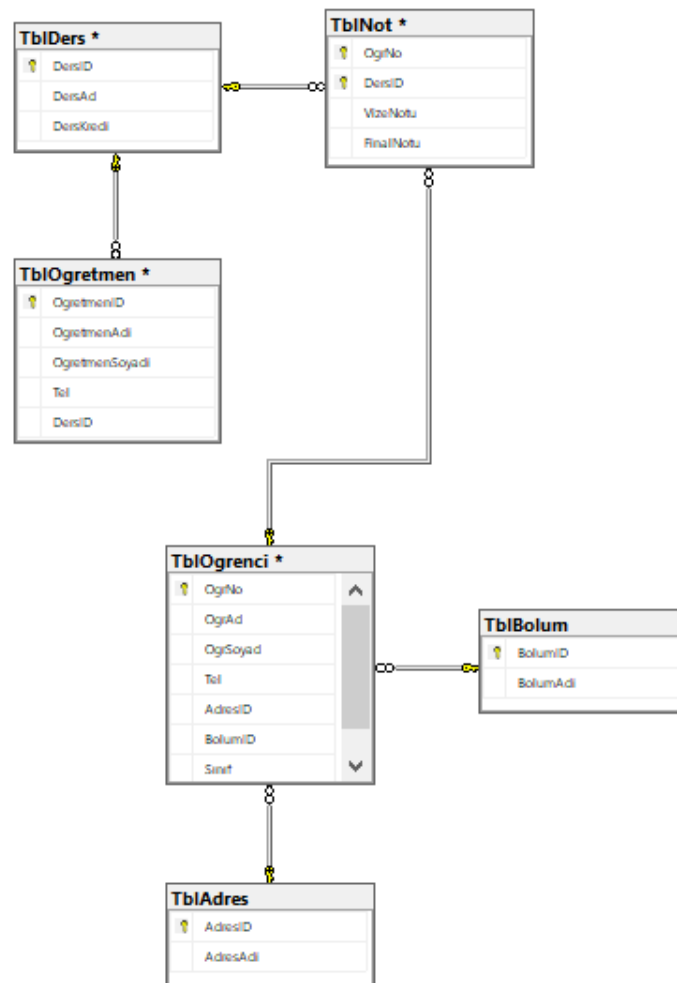 TblDers *
DersID
DersAd
DersKredi
TblNot *
OgrNo
DersID
VizeNotu
FinalNotu
TblOgretmen *
OgretmenID
OgretmenAdi
OgretmenSoyadi
Tel
DersID
TblOgrenci *
OgrNo
OgrAd
OgrSoyad
Tel
AdresID
BolumID
Sınıf
TblBolum
BolumID
BolumAdi
TblAdres
AdresID
AdresAdi